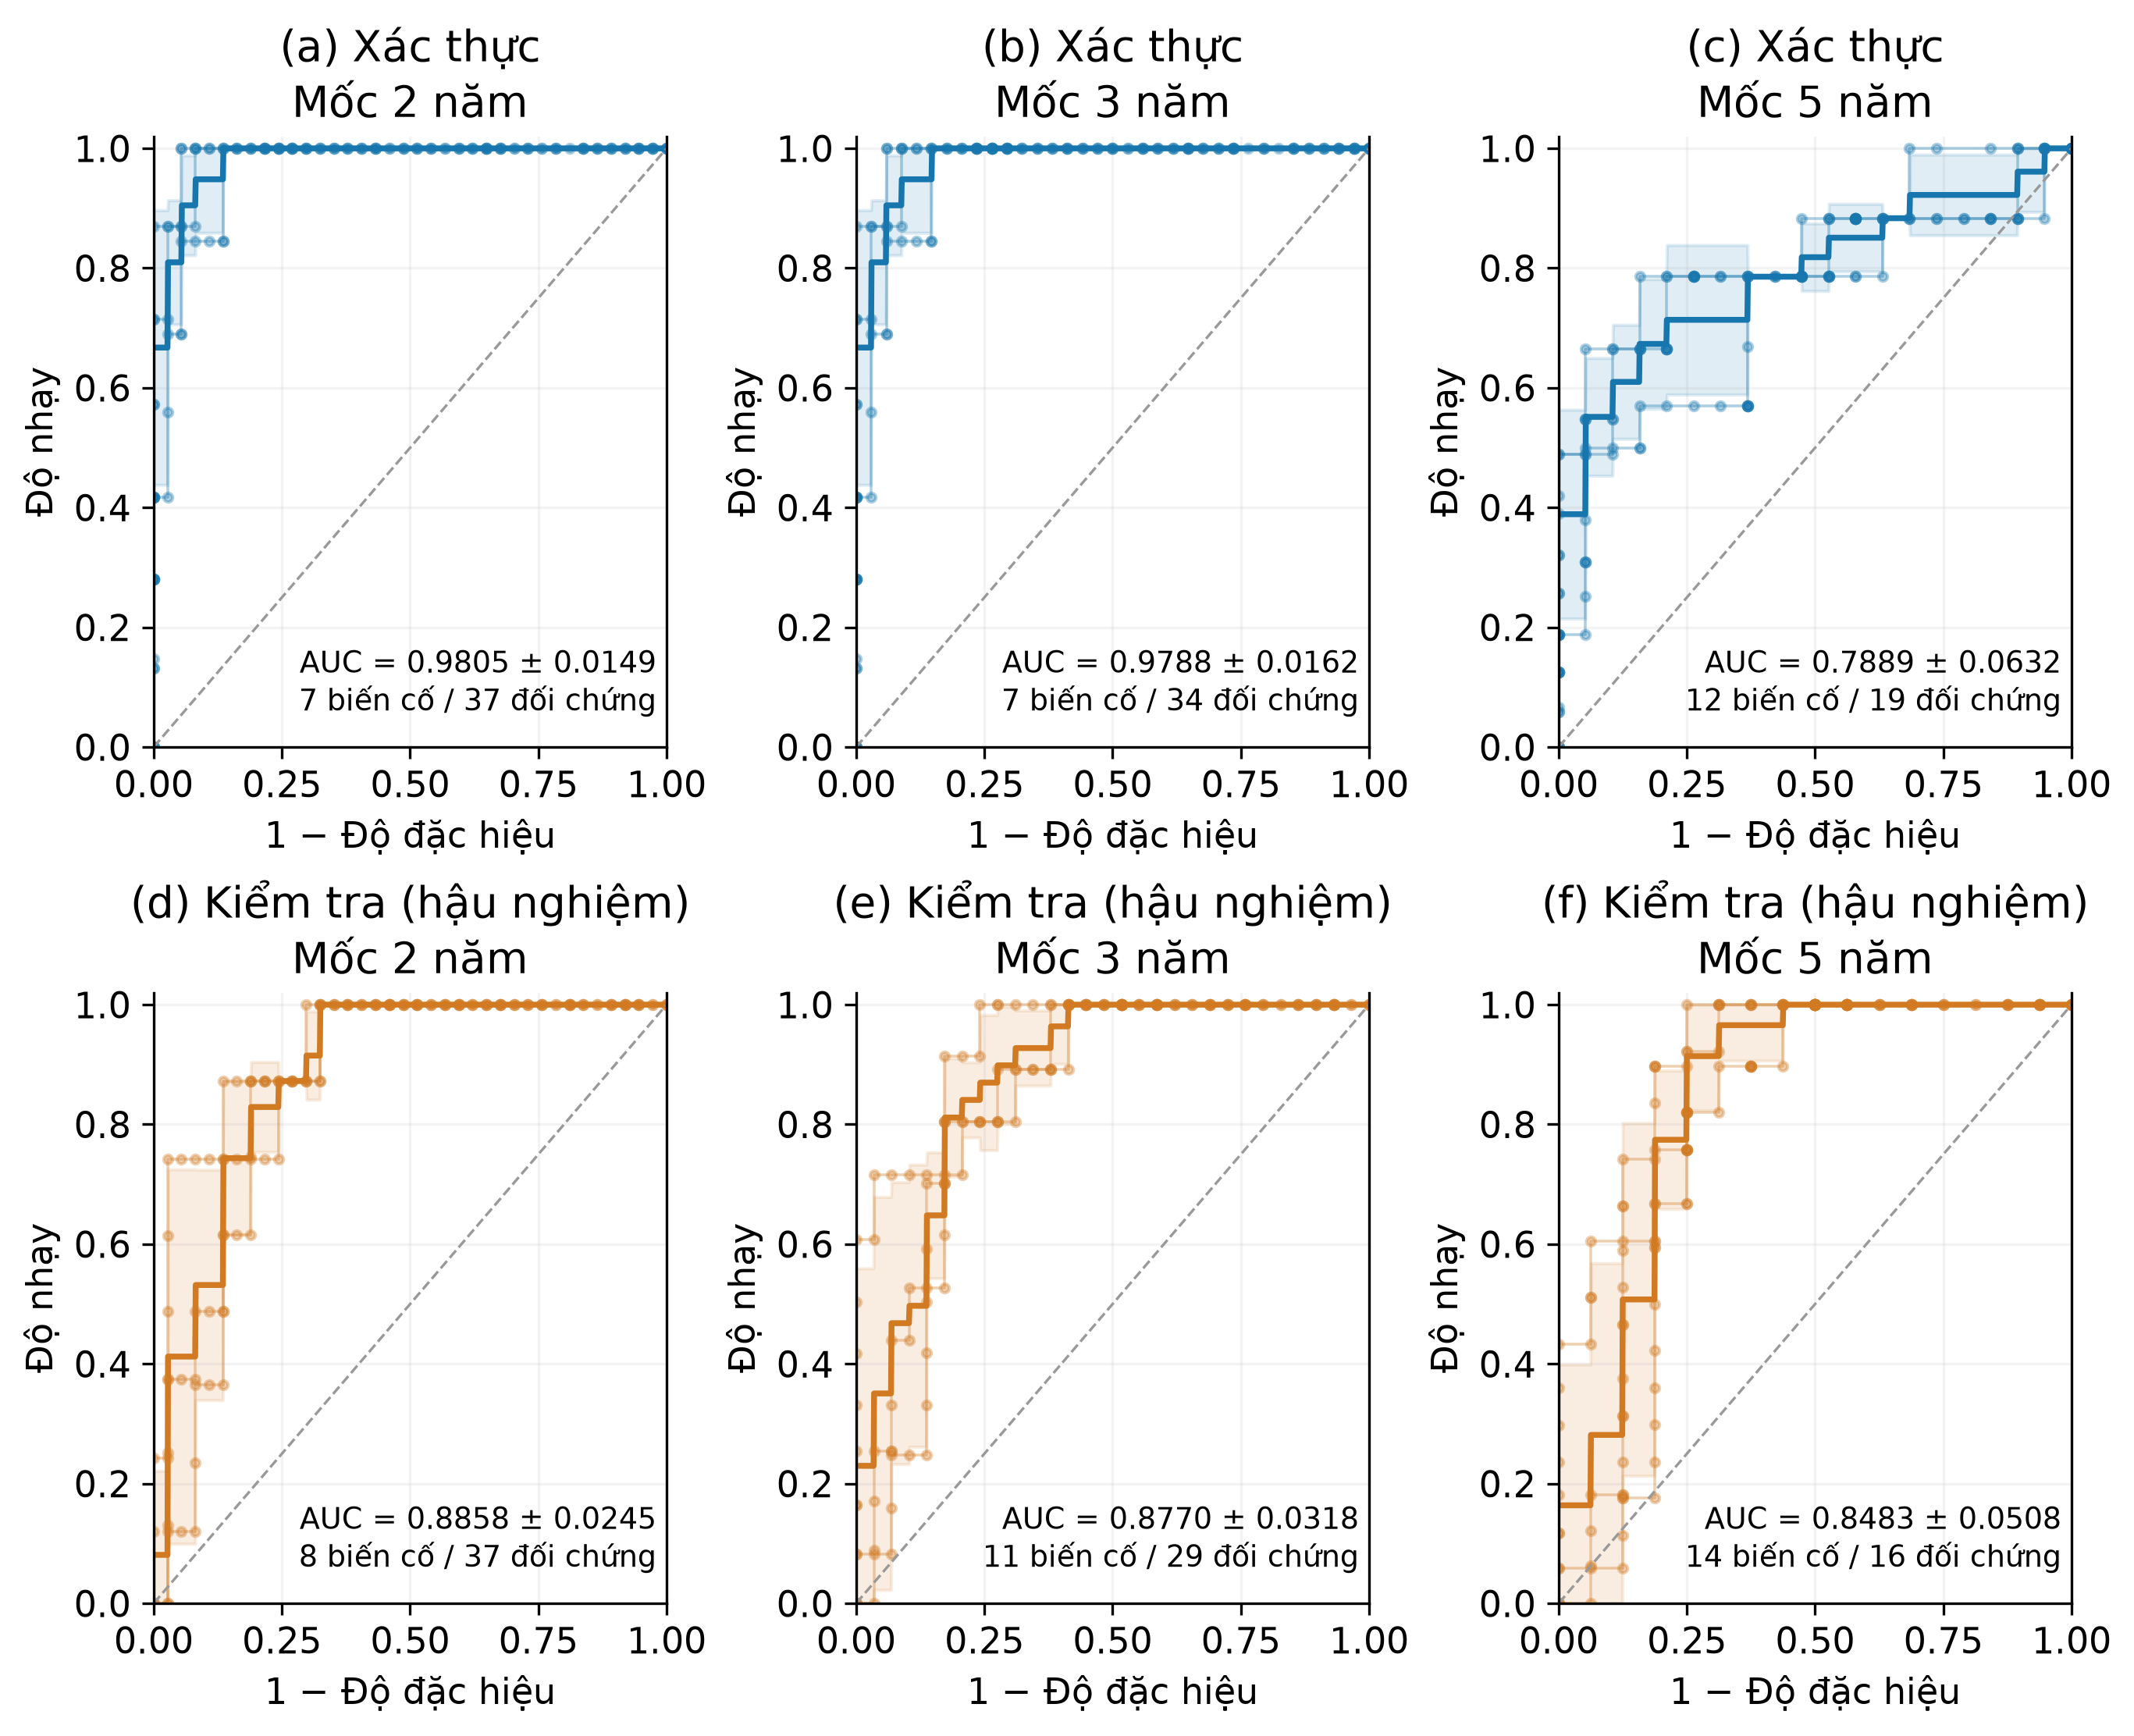 (a) Xác thực
Mốc 2 năm
1.0
0.8
0.6
0.4
0.2
0.0
Độ nhạy
AUC = 0.9805 ± 0.0149
7 biến cố / 37 đối chứng
0.00 0.25 0.50 0.75 1.00
1 − Độ đặc hiệu
(b) Xác thực
Mốc 3 năm
1.0
0.8
0.6
0.4
0.2
0.0
Độ nhạy
AUC = 0.9788 ± 0.0162
7 biến cố / 34 đối chứng
0.00 0.25 0.50 0.75 1.00
1 − Độ đặc hiệu
(c) Xác thực
Mốc 5 năm
1.0
0.8
0.6
0.4
0.2
0.0
Độ nhạy
AUC = 0.7889 ± 0.0632
12 biến cố / 19 đối chứng
0.00 0.25 0.50 0.75 1.00
1 − Độ đặc hiệu
(d) Kiểm tra (hậu nghiệm)
Mốc 2 năm
1.0
0.8
0.6
0.4
0.2
0.0
Độ nhạy
AUC = 0.8858 ± 0.0245
8 biến cố / 37 đối chứng
0.00 0.25 0.50 0.75 1.00
1 − Độ đặc hiệu
(e) Kiểm tra (hậu nghiệm)
Mốc 3 năm
1.0
0.8
0.6
0.4
0.2
0.0
Độ nhạy
AUC = 0.8770 ± 0.0318
11 biến cố / 29 đối chứng
0.00 0.25 0.50 0.75 1.00
1 − Độ đặc hiệu
(f) Kiểm tra (hậu nghiệm)
Mốc 5 năm
1.0
0.8
0.6
0.4
0.2
0.0
Độ nhạy
AUC = 0.8483 ± 0.0508
14 biến cố / 16 đối chứng
0.00 0.25 0.50 0.75 1.00
1 − Độ đặc hiệu